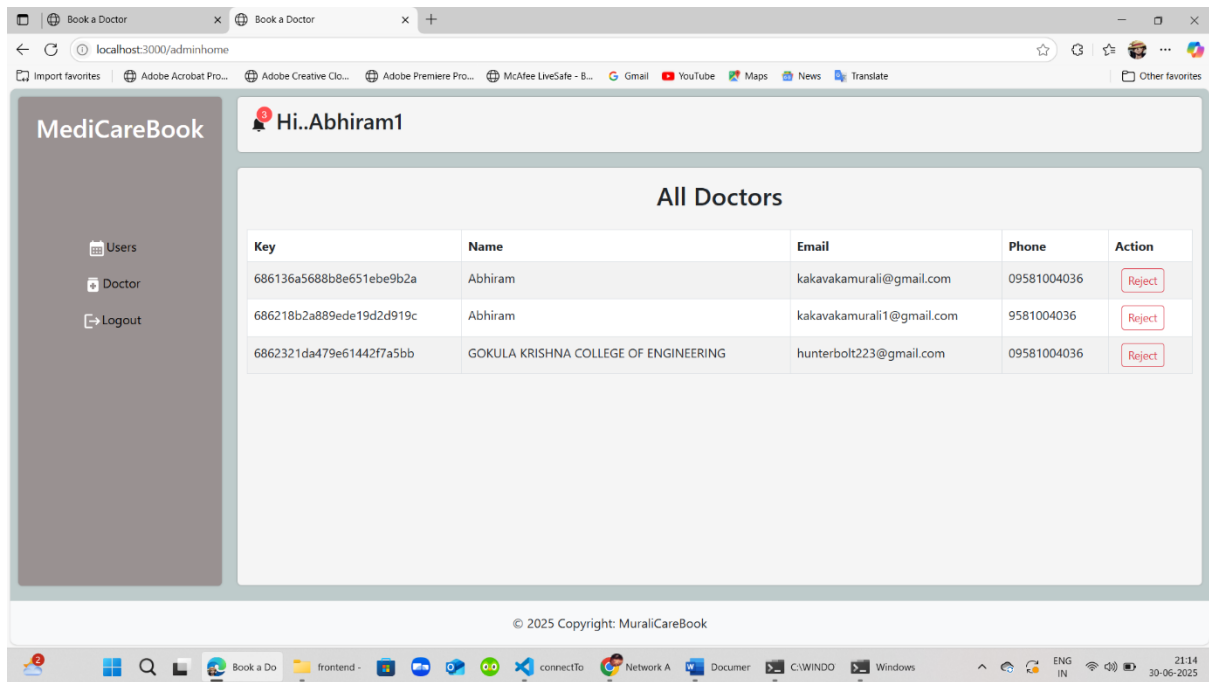 Book a Doctor
Book a Doctor
localhost:3000/adminhome
Import favorites Adobe Acrobat Pro... Adobe Creative Clo... Adobe Premiere Pro... McAfee LiveSafe - B... Gmail YouTube Maps News Translate Other favorites
MediCareBook
3
Hi..Abhiram1
Users
Doctor
Logout
All Doctors
Key Name Email Phone Action
686136a5688b8e651ebe9b2a Abhiram kakavakamurali@gmail.com 09581004036 Reject
686218b2a889ede19d2d919c Abhiram kakavakamurali1@gmail.com 9581004036 Reject
6862321da479e61442f7a5bb GOKULA KRISHNA COLLEGE OF ENGINEERING hunterbolt223@gmail.com 09581004036 Reject
© 2025 Copyright: MuraliCareBook
2 Book a Do frontend - connectTo Network A Documer C:\WINDO Windows ENG 21:14
IN 30-06-2025